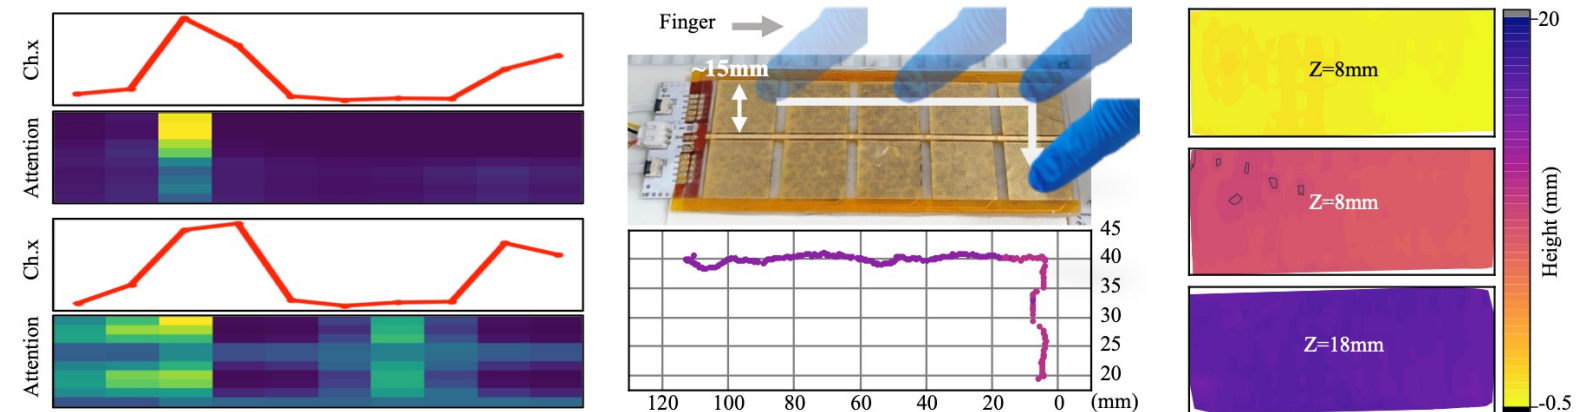 Ch.x
Attention
Ch.x
Attention
Finger
~15mm
45
40
35
30
25
20
120 100 80 60 40 20 0 (mm)
Z=8mm
Z=8mm
Z=18mm
20
Height (mm)
-0.5